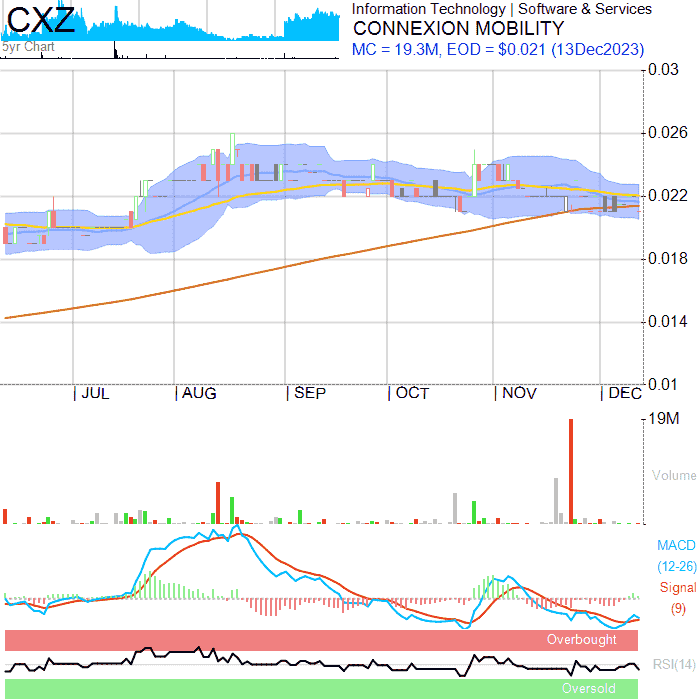 CXZ
5yr Chart
Information Technology | Software & Services
CONNEXION MOBILITY
MC = 19.3M, EOD = $0.021 (13Dec2023)
0.03
0.026
0.022
0.018
0.014
0.01
JUL AUG SEP OCT NOV DEC
19M
Volume
MACD
(12-26)
Signal
(9)
Overbought
RSI(14)
Oversold